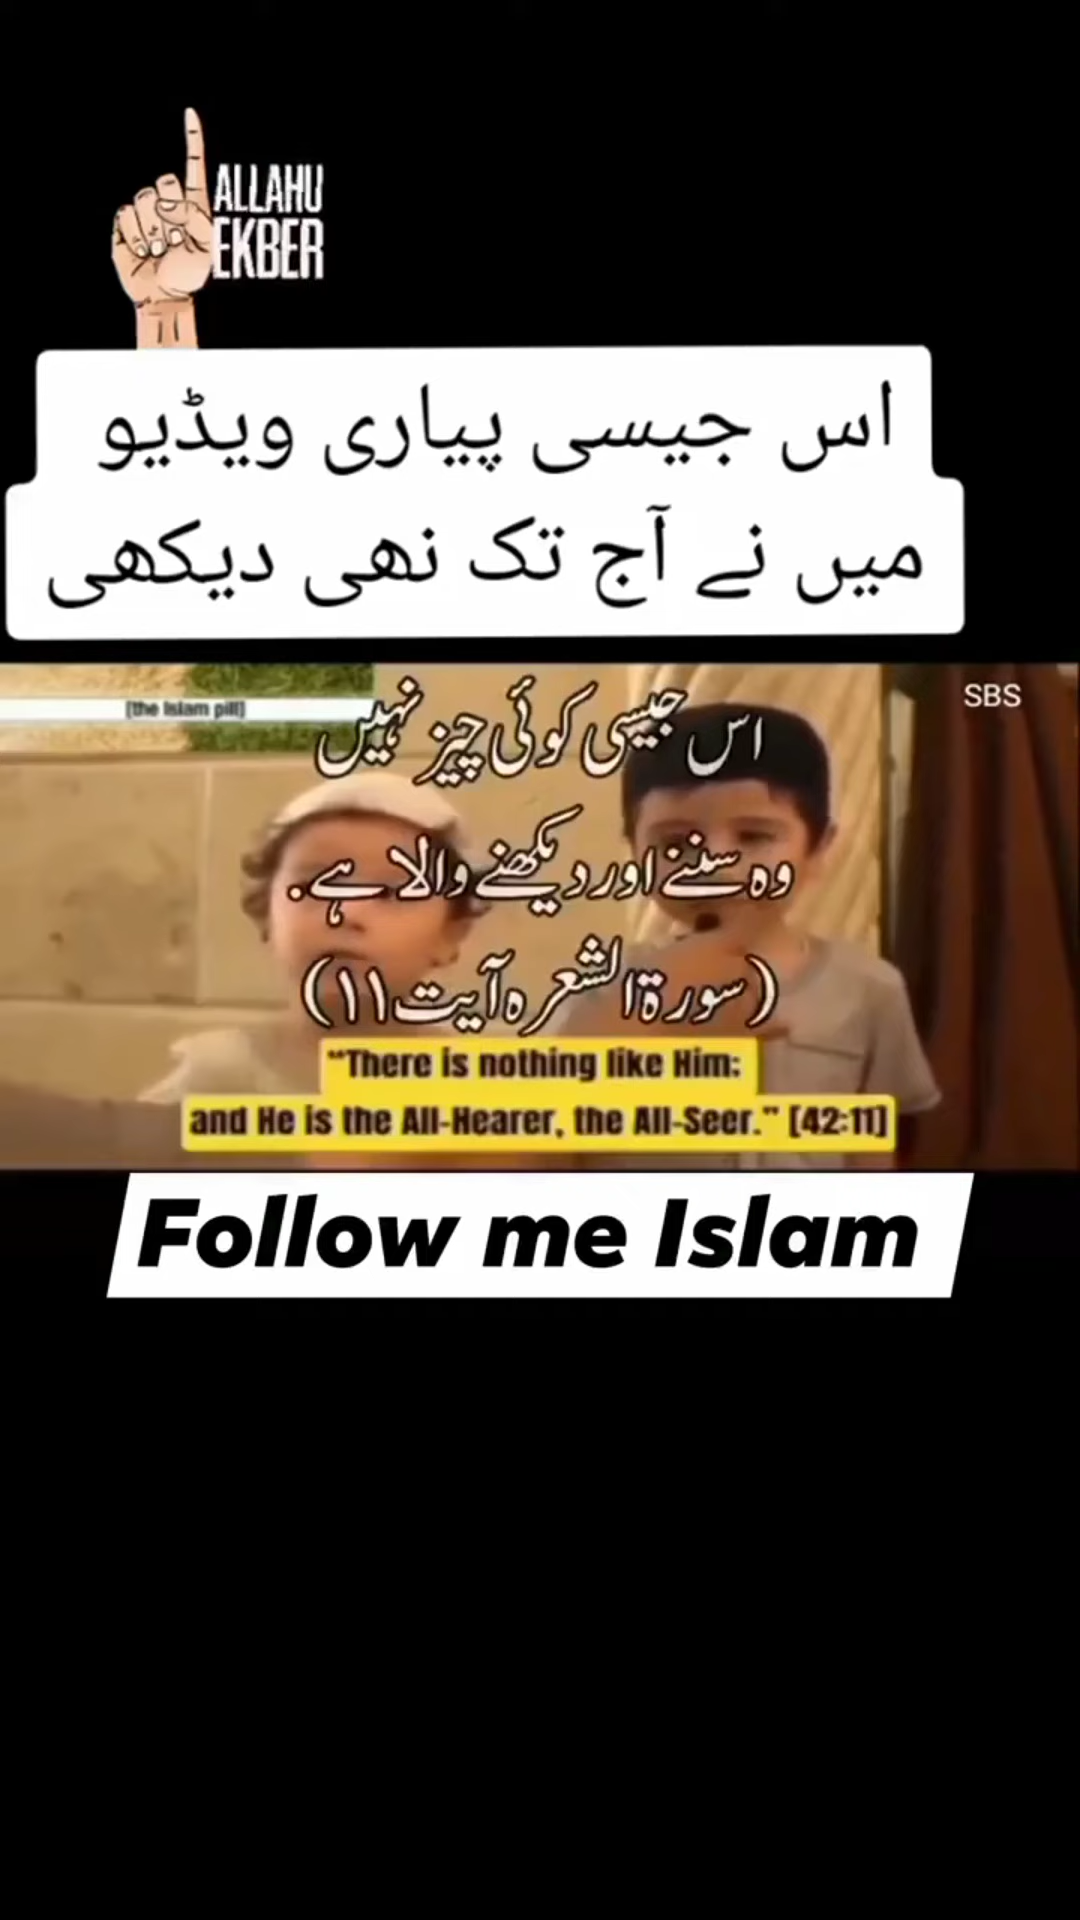 ALLAHU
EKBER
اس جیسی پیاری ویڈیو
میں نے آج تک نھی دیکھی
[the Islam pill]
SBS
اس جیسی کوئی چیز نہیں
وہ سننے اور دیکھنے والا ہے.
(سورۃ الشعرہ آیت ۱۱)
“There is nothing like Him:
and He is the All-Hearer, the All-Seer.” [42:11]
Follow me Islam